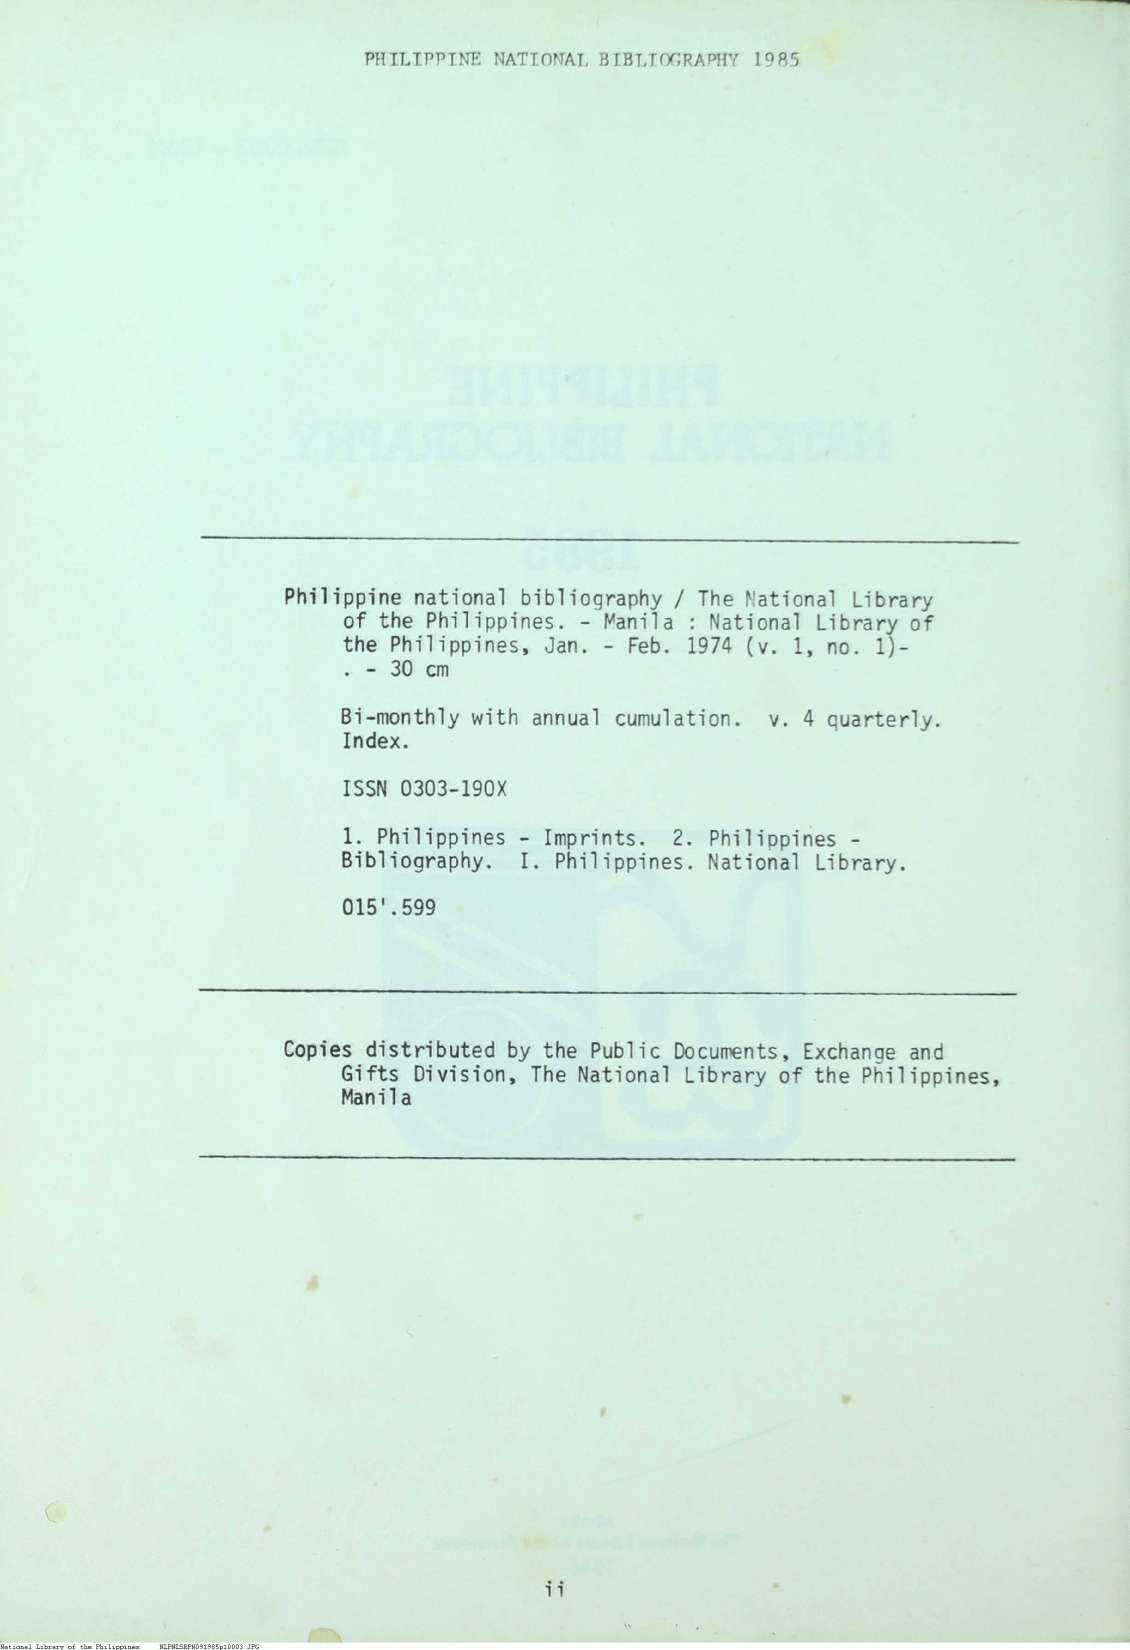 PHILIPPINE NATIONAL BIBLIOGRAPHY 1985
Philippine national bibliography / The National Library
of the Philippines. - Manila : National Library of
the Philippines, Jan. - Feb. 1974 (v. 1, no. 1)-
. - 30 cm
Bi-monthly with annual cumulation. v. 4 quarterly.
Index.
ISSN 0303-190X
1. Philippines - Imprints. 2. Philippines -
Bibliography. I. Philippines. National Library.
015'.599
Copies distributed by the Public Documents, Exchange and
Gifts Division, The National Library of the Philippines,
Manila
ii
National Library of the Philippines NLPNLSRPN091985p10003.JPG